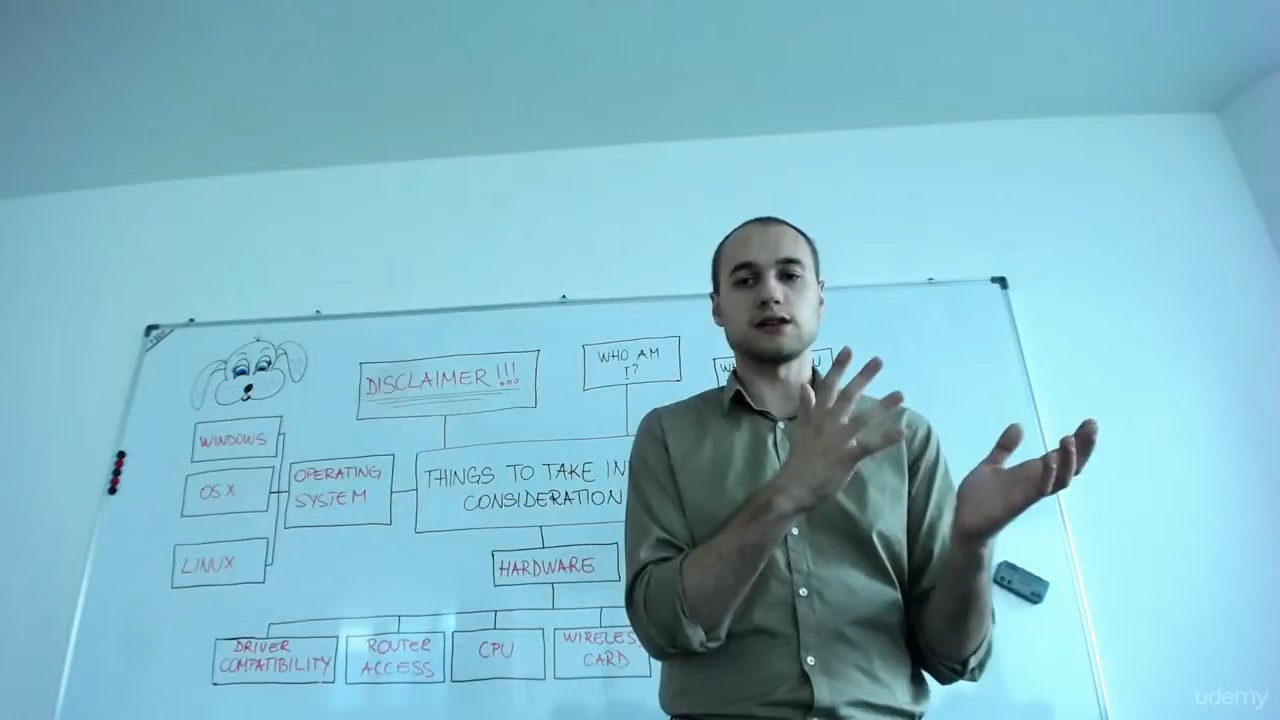 DISCLAIMER !!!
WHO AM
I?
WINDOWS
OPERATING
SYSTEM
OSX
LINUX
THINGS TO TAKE IN
CONSIDERATION
HARDWARE
DRIVER
COMPATIBILITY
ROUTER
ACCESS
CPU
WIRELES
CARD
udemy